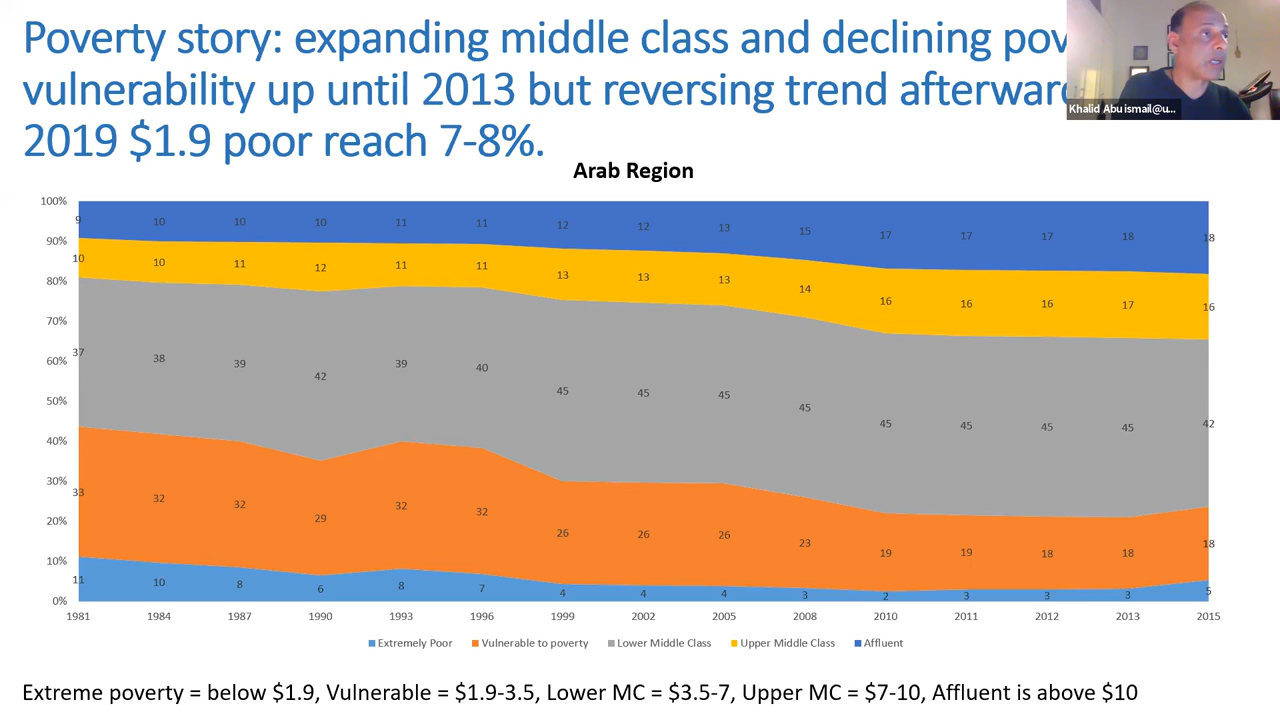 Poverty story: expanding middle class and declining
vulnerability up until 2013 but reversing trend
2019 $1.9 poor reach 7-8%.
Khalid Abu ismail@u...
Arab Region
100%
90%
80%
70%
60%
50%
40%
30%
20%
10%
0%
9 10 10 10 11 11 12 12 13 15 17 17 17 18 18
10 10 11 12 11 11 13 13 13 14 16 16 16 17 16
37 38 39 42 39 40 45 45 45 45 45 45 45 45 42
33 32 32 29 32 32 26 26 26 23 19 19 18 18 18
11 10 8 6 8 7 4 4 4 3 2 3 3 3 5
1981 1984 1987 1990 1993 1996 1999 2002 2005 2008 2010 2011 2012 2013 2015
Extremely Poor Vulnerable to poverty Lower Middle Class Upper Middle Class Affluent
Extreme poverty = below $1.9, Vulnerable = $1.9-3.5, Lower MC = $3.5-7, Upper MC = $7-10, Affluent is above $10